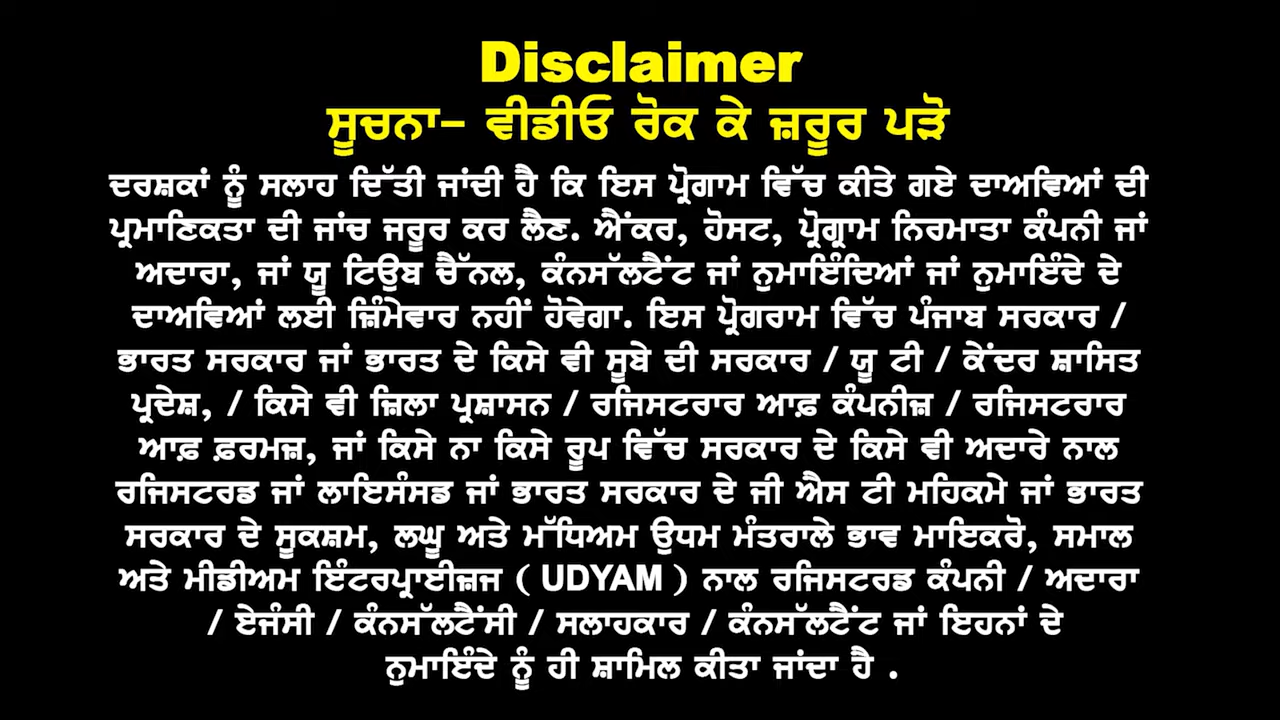 Disclaimer
ਸੂਚਨਾ- ਵੀਡੀਓ ਰੋਕ ਕੇ ਜ਼ਰੂਰ ਪੜੋ
ਦਰਸ਼ਕਾਂ ਨੂੰ ਸਲਾਹ ਦਿੱਤੀ ਜਾਂਦੀ ਹੈ ਕਿ ਇਸ ਪ੍ਰੋਗਾਮ ਵਿੱਚ ਕੀਤੇ ਗਏ ਦਾਅਵਿਆਂ ਦੀ
ਪ੍ਰਮਾਣਿਕਤਾ ਦੀ ਜਾਂਚ ਜਰੂਰ ਕਰ ਲੈਣ. ਐਂਕਰ, ਹੋਸਟ, ਪ੍ਰੋਗ੍ਰਾਮ ਨਿਰਮਾਤਾ ਕੰਪਨੀ ਜਾਂ
ਅਦਾਰਾ, ਜਾਂ ਯੂ ਟਿਊਬ ਚੈੱਨਲ, ਕੰਨਸੱਲਟੈਂਟ ਜਾਂ ਨੁਮਾਇੰਦਿਆਂ ਜਾਂ ਨੁਮਾਇੰਦੇ ਦੇ
ਦਾਅਵਿਆਂ ਲਈ ਜ਼ਿੰਮੇਵਾਰ ਨਹੀਂ ਹੋਵੇਗਾ. ਇਸ ਪ੍ਰੋਗਰਾਮ ਵਿੱਚ ਪੰਜਾਬ ਸਰਕਾਰ /
ਭਾਰਤ ਸਰਕਾਰ ਜਾਂ ਭਾਰਤ ਦੇ ਕਿਸੇ ਵੀ ਸੂਬੇ ਦੀ ਸਰਕਾਰ / ਯੂ ਟੀ / ਕੇਂਦਰ ਸ਼ਾਸਿਤ
ਪ੍ਰਦੇਸ਼, / ਕਿਸੇ ਵੀ ਜ਼ਿਲਾ ਪ੍ਰਸ਼ਾਸਨ / ਰਜਿਸਟਰਾਰ ਆਫ਼ ਕੰਪਨੀਜ਼ / ਰਜਿਸਟਰਾਰ
ਆਫ਼ ਫ਼ਰਮਜ਼, ਜਾਂ ਕਿਸੇ ਨਾ ਕਿਸੇ ਰੂਪ ਵਿੱਚ ਸਰਕਾਰ ਦੇ ਕਿਸੇ ਵੀ ਅਦਾਰੇ ਨਾਲ
ਰਜਿਸਟਰਡ ਜਾਂ ਲਾਇਸੰਸਡ ਜਾਂ ਭਾਰਤ ਸਰਕਾਰ ਦੇ ਜੀ ਐਸ ਟੀ ਮਹਿਕਮੇ ਜਾਂ ਭਾਰਤ
ਸਰਕਾਰ ਦੇ ਸੂਕਸ਼ਮ, ਲਘੂ ਅਤੇ ਮੱਧਿਅਮ ਉਧਮ ਮੰਤਰਾਲੇ ਭਾਵ ਮਾਇਕਰੋ, ਸਮਾਲ
ਅਤੇ ਮੀਡੀਅਮ ਇੰਟਰਪ੍ਰਾਈਜ਼ਜ ( UDYAM ) ਨਾਲ ਰਜਿਸਟਰਡ ਕੰਪਨੀ / ਅਦਾਰਾ
/ ਏਜੰਸੀ / ਕੰਨਸੱਲਟੈਂਸੀ / ਸਲਾਹਕਾਰ / ਕੰਨਸੱਲਟੈਂਟ ਜਾਂ ਇਹਨਾਂ ਦੇ
ਨੁਮਾਇੰਦੇ ਨੂੰ ਹੀ ਸ਼ਾਮਿਲ ਕੀਤਾ ਜਾਂਦਾ ਹੈ .